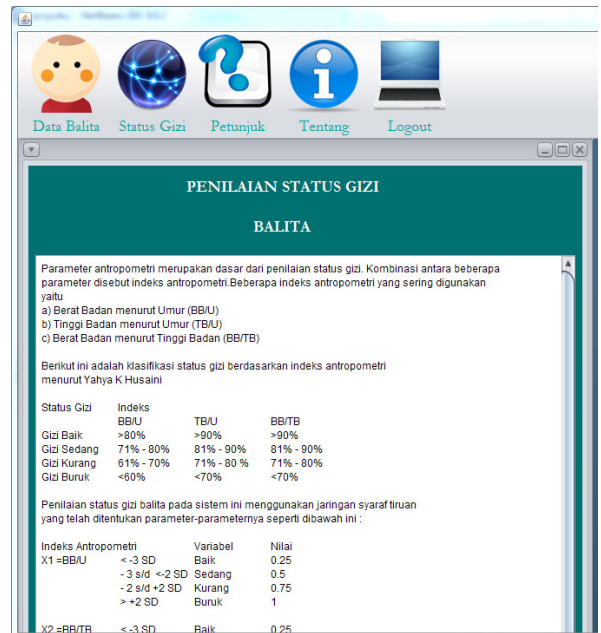 Data Balita Status Gizi Petunjuk Tentang Logout
PENILAIAN STATUS GIZI
BALITA
Parameter antropometri merupakan dasar dari penilaian status gizi. Kombinasi antara beberapa
parameter disebut indeks antropometri.Beberapa indeks antropometri yang sering digunakan
yaitu
a) Berat Badan menurut Umur (BB/U)
b) Tinggi Badan menurut Umur (TB/U)
c) Berat Badan menurut Tinggi Badan (BB/TB)
Berikut ini adalah klasifikasi status gizi berdasarkan indeks antropometri
menurut Yahya K Husaini
Status Gizi Indeks
BB/U TB/U BB/TB
Gizi Baik >80% >90% >90%
Gizi Sedang 71% - 80% 81% - 90% 81% - 90%
Gizi Kurang 61% - 70% 71% - 80 % 71% - 80%
Gizi Buruk <60% <70% <70%
Penilaian status gizi balita pada sistem ini menggunakan jaringan syaraf tiruan
yang telah ditentukan parameter-parameternya seperti dibawah ini :
Indeks Antropometri Variabel Nilai
X1 =BB/U < -3 SD Baik 0.25
- 3 s/d <-2 SD Sedang 0.5
- 2 s/d +2 SD Kurang 0.75
> +2 SD Buruk 1
X2 =BB/TB < -3 SD Baik 0.25